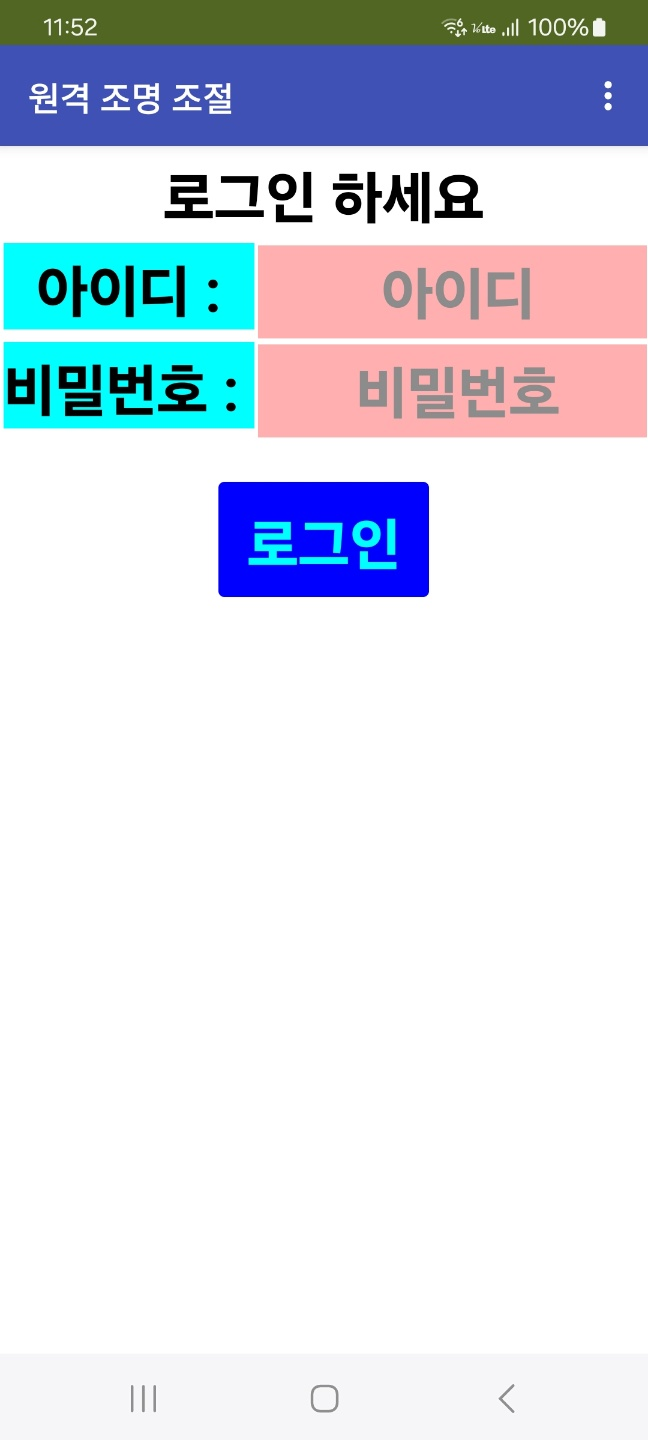 11:52 100%
원격 조명 조절
로그인 하세요
아이디 : 아이디
비밀번호 : 비밀번호
로그인